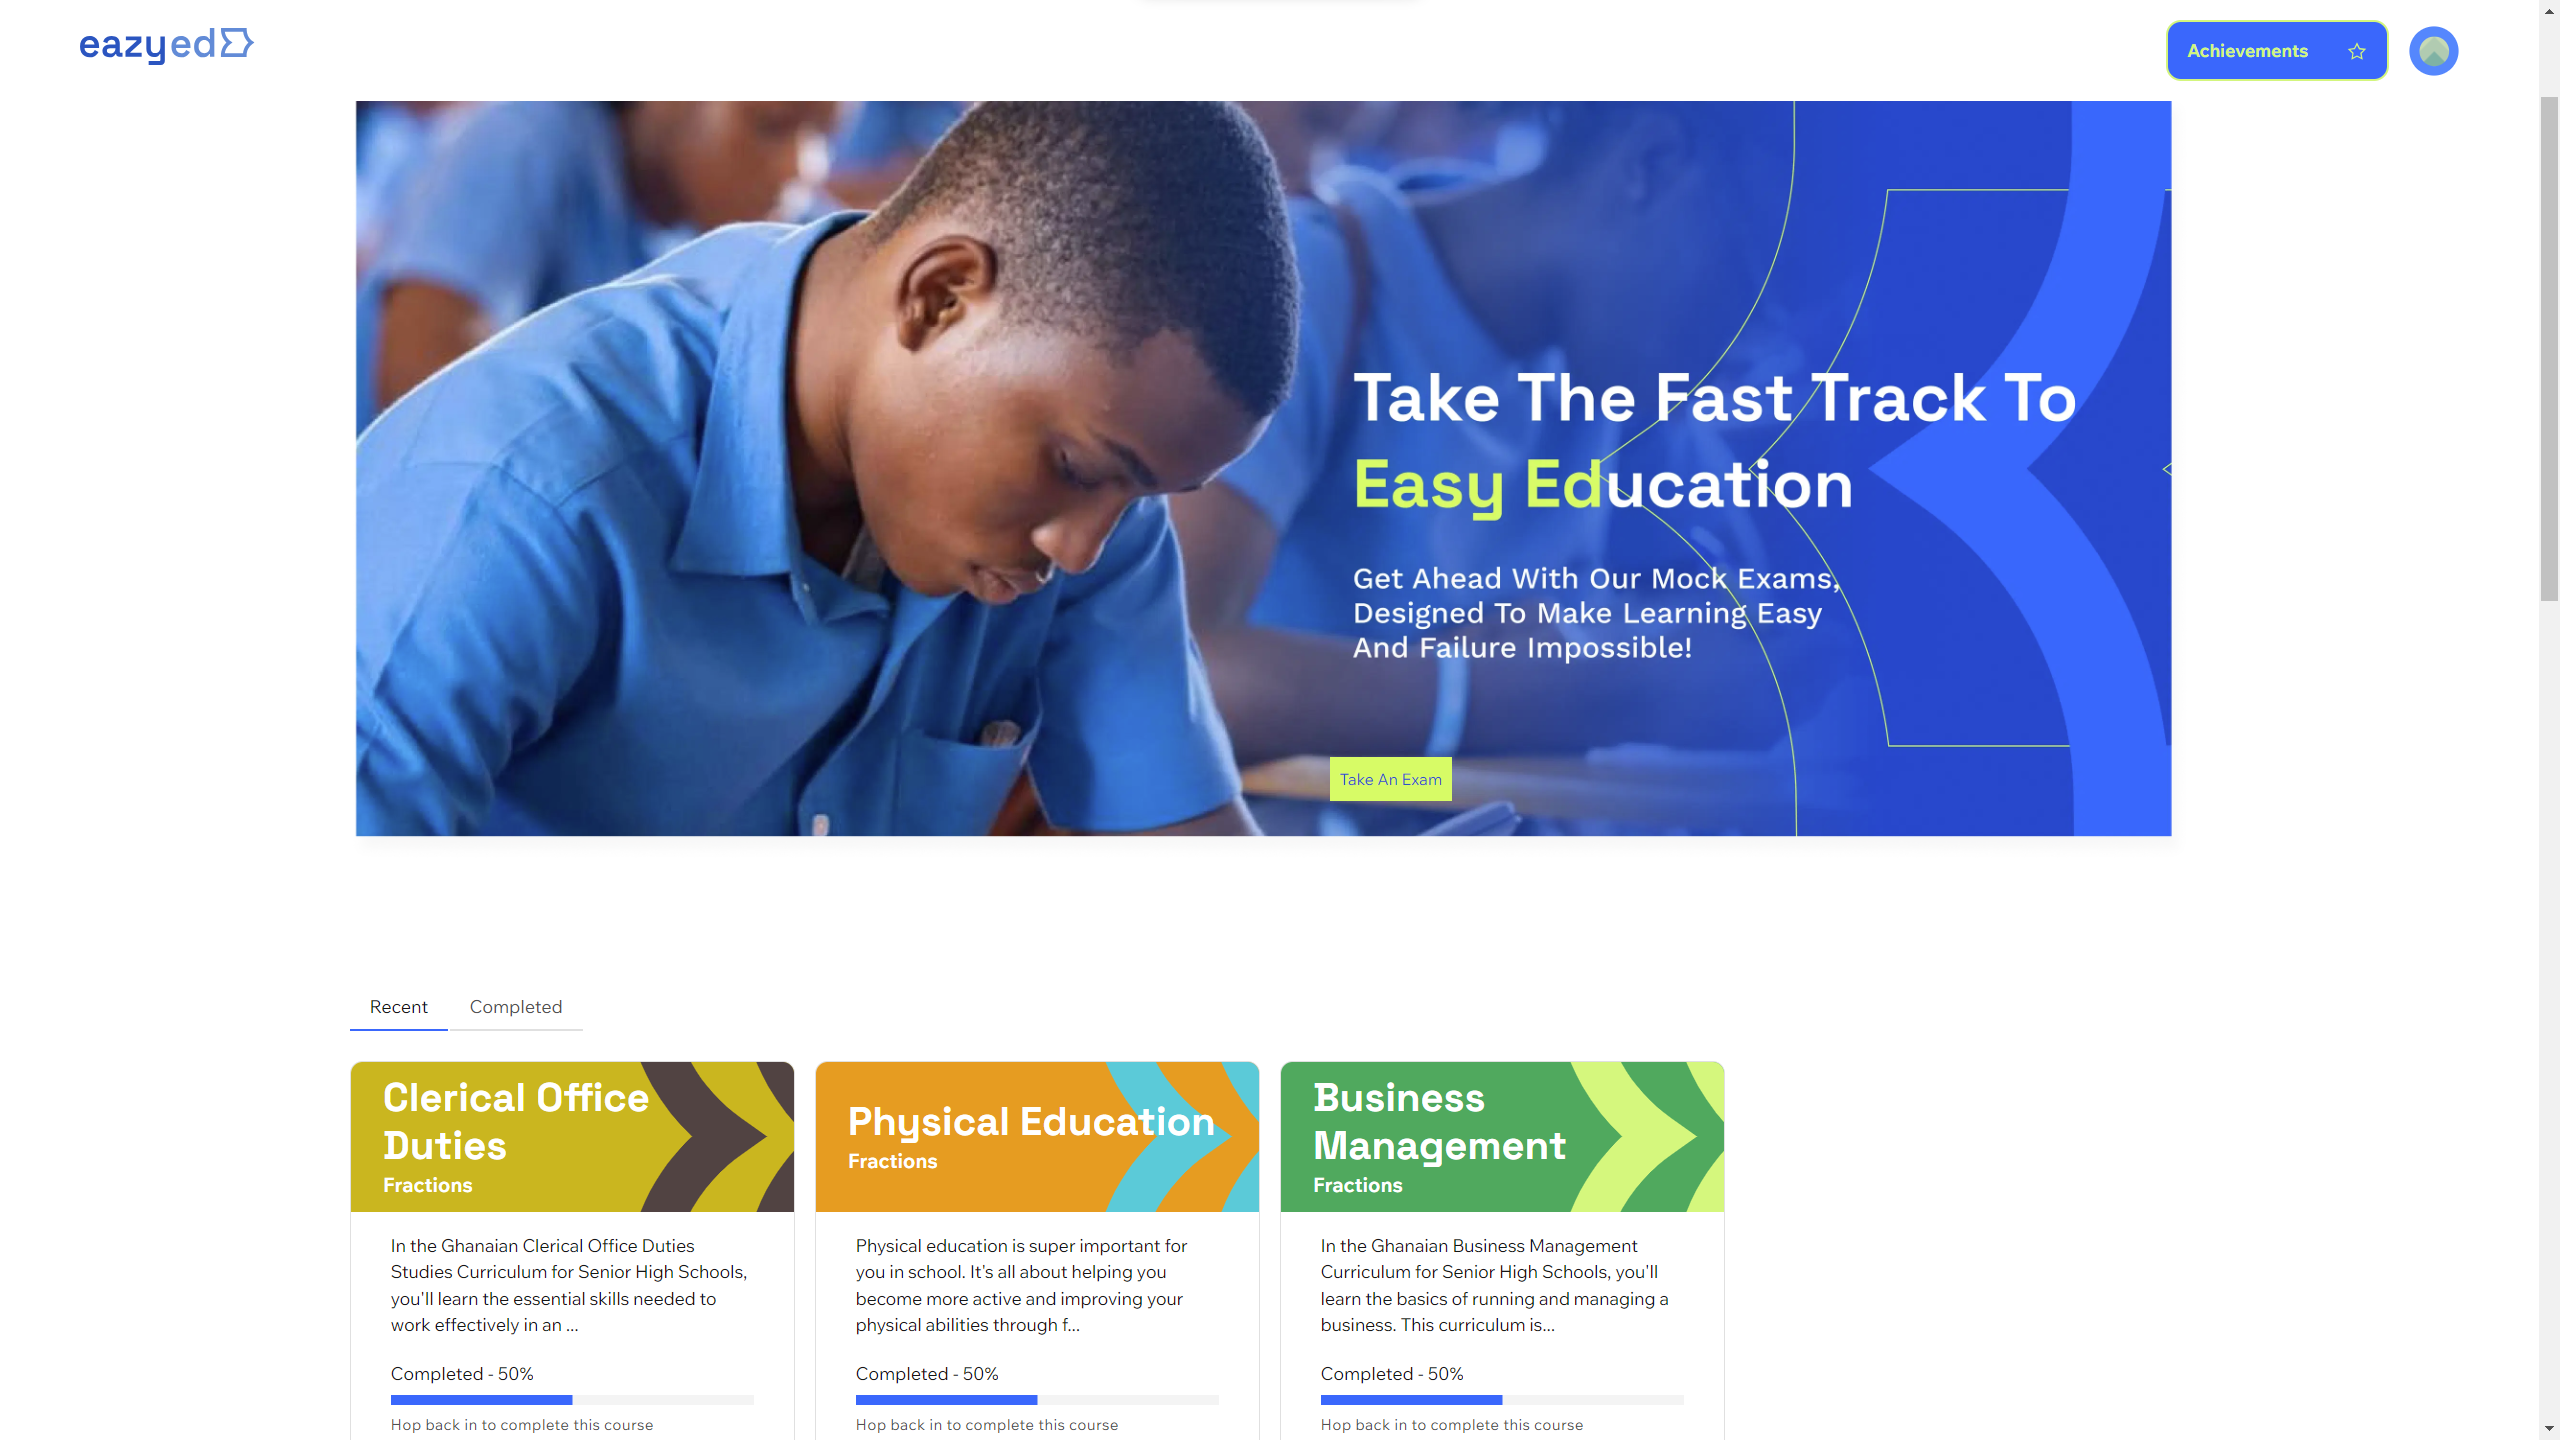 eazyed
Achievements
Take The Fast Track To
Easy Education
Get Ahead With Our Mock Exams,
Designed To Make Learning Easy
And Failure Impossible!
Take An Exam
Recent
Completed
Clerical Office
Duties
Fractions
In the Ghanaian Clerical Office Duties
Studies Curriculum for Senior High Schools,
you'll learn the essential skills needed to
work effectively in an ...
Completed - 50%
Hop back in to complete this course
Physical Education
Fractions
Physical education is super important for
you in school. It's all about helping you
become more active and improving your
physical abilities through f...
Completed - 50%
Hop back in to complete this course
Business
Management
Fractions
In the Ghanaian Business Management
Curriculum for Senior High Schools, you'll
learn the basics of running and managing a
business. This curriculum is...
Completed - 50%
Hop back in to complete this course